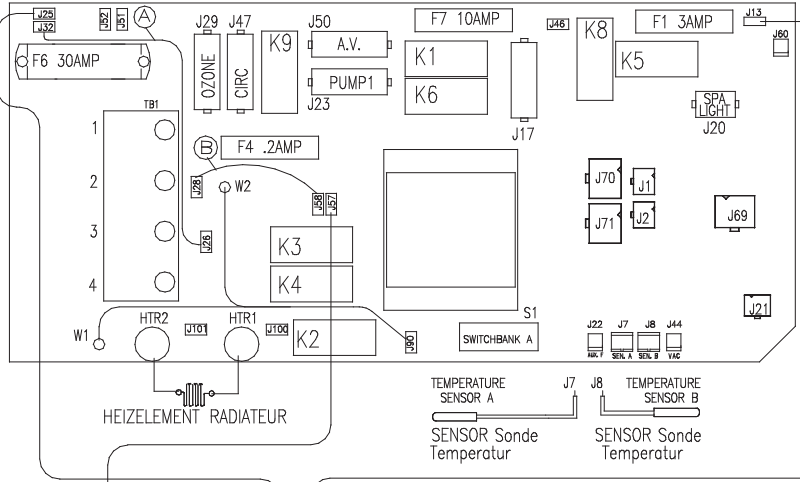 J25
J32
J52
J51
A
J29
J47
J50
F7 10AMP
J46
K8
F1 3AMP
J13
J60
F6 30AMP
OZONE
CIRC
K9
A.V.
K1
K5
PUMP1
K6
J23
J17
SPA
LIGHT
J20
TB1
1
B
F4 .2AMP
2
J28
W2
J58
J57
J70
J1
J71
J2
J69
3
J26
K3
K4
4
J21
S1
W1
HTR2
J101
HTR1
J100
K2
J90
SWITCHBANK A
J22
J7
J8
J44
AUX. F
SEN. A
SEN. B
VAC
HEIZELEMENT RADIATEUR
TEMPERATURE
SENSOR A
J7
J8
TEMPERATURE
SENSOR B
SENSOR Sonde
Temperatur
SENSOR Sonde
Temperatur